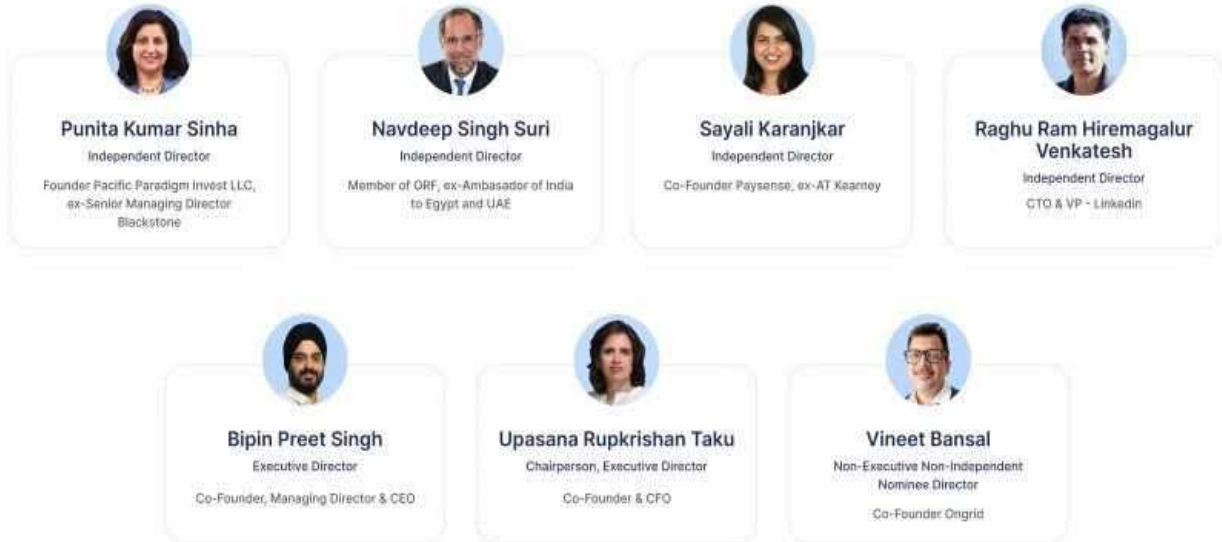 Punita Kumar Sinha
Independent Director
Founder Pacific Paradigm Invest LLC,
ex-Senior Managing Director
Blackstone
Navdeep Singh Suri
Independent Director
Member of ORF, ex-Ambasador of India
to Egypt and UAE
Sayali Karanjkar
Independent Director
Co-Founder Paysense, ex-AT Kearney
Raghu Ram Hiremagalur
Venkatesh
Independent Director
CTO & VP - Linkedin
Bipin Preet Singh
Executive Director
Co-Founder, Managing Director & CEO
Upasana Rupkrishan Taku
Chairperson, Executive Director
Co-Founder & CFO
Vineet Bansal
Non-Executive Non-Independent
Nominee Director
Co-Founder Ongrid